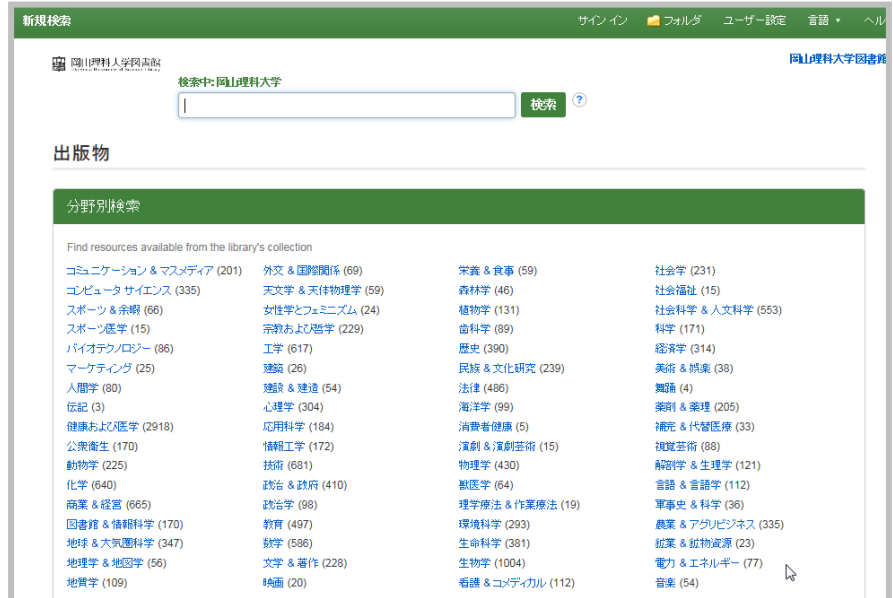 新規検索 サイン イン フォルダ ユーザー設定 言語 ヘル
岡山理科大学図書館
岡山理科大学図書館
検索中: 岡山理科大学
検索 ?
出版物
分野別検索
Find resources available from the library's collection
コミュニケーション & マスメディア (201) 外交 & 国際関係 (69) 栄養 & 食事 (59) 社会学 (231)
コンピュータ サイエンス (335) 天文学 & 天体物理学 (59) 森林学 (46) 社会福祉 (15)
スポーツ & 余暇 (66) 女性学とフェミニズム (24) 植物学 (131) 社会科学 & 人文科学 (553)
スポーツ医学 (15) 宗教および哲学 (229) 歯科学 (89) 科学 (171)
バイオテクノロジー (86) 工学 (617) 歴史 (390) 経済学 (314)
マーケティング (25) 建築 (26) 民族 & 文化研究 (239) 美術 & 娯楽 (38)
人間学 (80) 建設 & 建造 (54) 法律 (486) 舞踊 (4)
伝記 (3) 心理学 (304) 海洋学 (99) 薬剤 & 薬理 (205)
健康および医学 (2918) 応用科学 (184) 消費者健康 (5) 補完 & 代替医療 (33)
公衆衛生 (170) 情報工学 (172) 演劇 & 演劇芸術 (15) 視覚芸術 (88)
動物学 (225) 技術 (681) 物理学 (430) 解剖学 & 生理学 (121)
化学 (640) 政治 & 政府 (410) 獣医学 (64) 言語 & 言語学 (112)
商業 & 経営 (665) 政治学 (98) 理学療法 & 作業療法 (19) 軍事史 & 科学 (36)
図書館 & 情報科学 (170) 教育 (497) 環境科学 (293) 農業 & アグリビジネス (335)
地球 & 大気圏科学 (347) 数学 (586) 生命科学 (381) 鉱業 & 鉱物資源 (23)
地理学 & 地図学 (56) 文学 & 著作 (228) 生物学 (1004) 電力 & エネルギー (77)
地質学 (109) 映画 (20) 看護 & コメディカル (112) 音楽 (54)